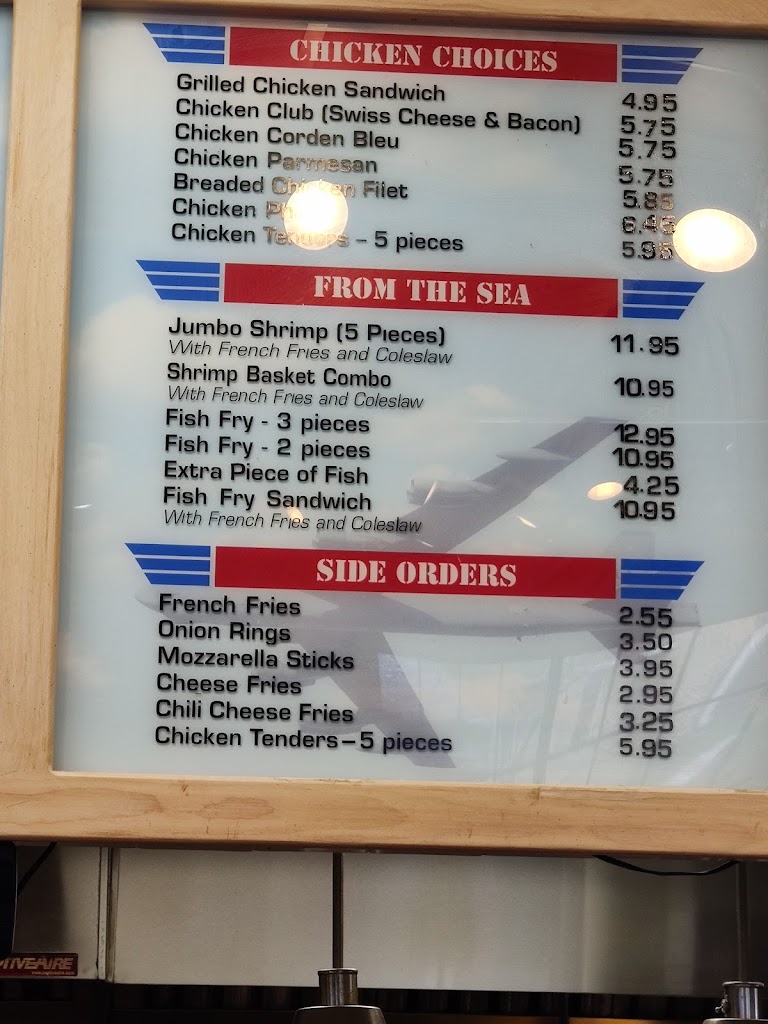 CHICKEN CHOICES
Grilled Chicken Sandwich 4.95
Chicken Club (Swiss Cheese & Bacon) 5.75
Chicken Corden Bleu 5.75
Chicken Parmesan 5.75
Breaded Chicken Filet 5.85
Chicken 6.45
Chicken Tenders - 5 pieces 5.95
FROM THE SEA
Jumbo Shrimp (5 Pieces) 11.95
With French Fries and Coleslaw
Shrimp Basket Combo 10.95
With French Fries and Coleslaw
Fish Fry - 3 pieces 12.95
Fish Fry - 2 pieces 10.95
Extra Piece of Fish 4.25
Fish Fry Sandwich 10.95
With French Fries and Coleslaw
SIDE ORDERS
French Fries 2.55
Onion Rings 3.50
Mozzarella Sticks 3.95
Cheese Fries 2.95
Chili Cheese Fries 3.25
Chicken Tenders-5 pieces 5.95